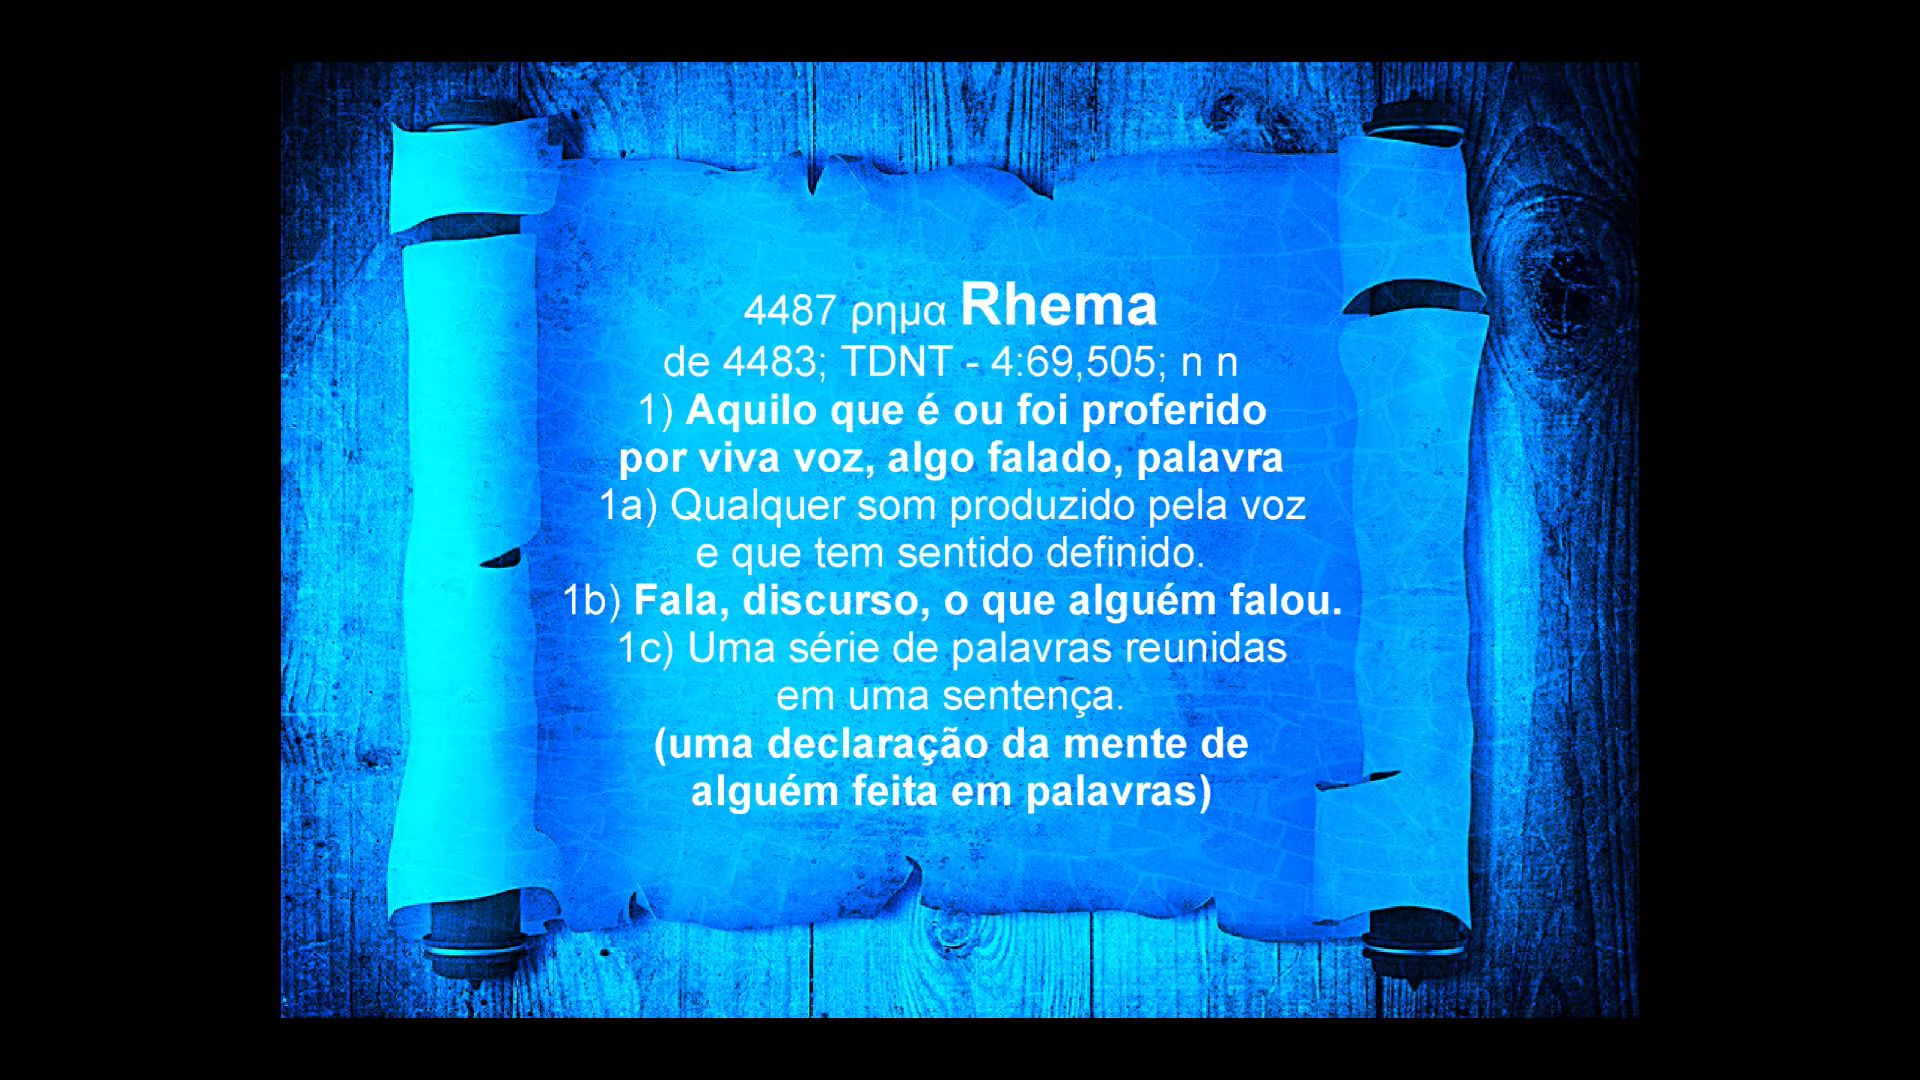 4487 ρημα Rhema
de 4483; TDNT - 4:69,505; n n
1) Aquilo que é ou foi proferido
por viva voz, algo falado, palavra
1a) Qualquer som produzido pela voz
e que tem sentido definido.
1b) Fala, discurso, o que alguém falou.
1c) Uma série de palavras reunidas
em uma sentença.
(uma declaração da mente de
alguém feita em palavras)